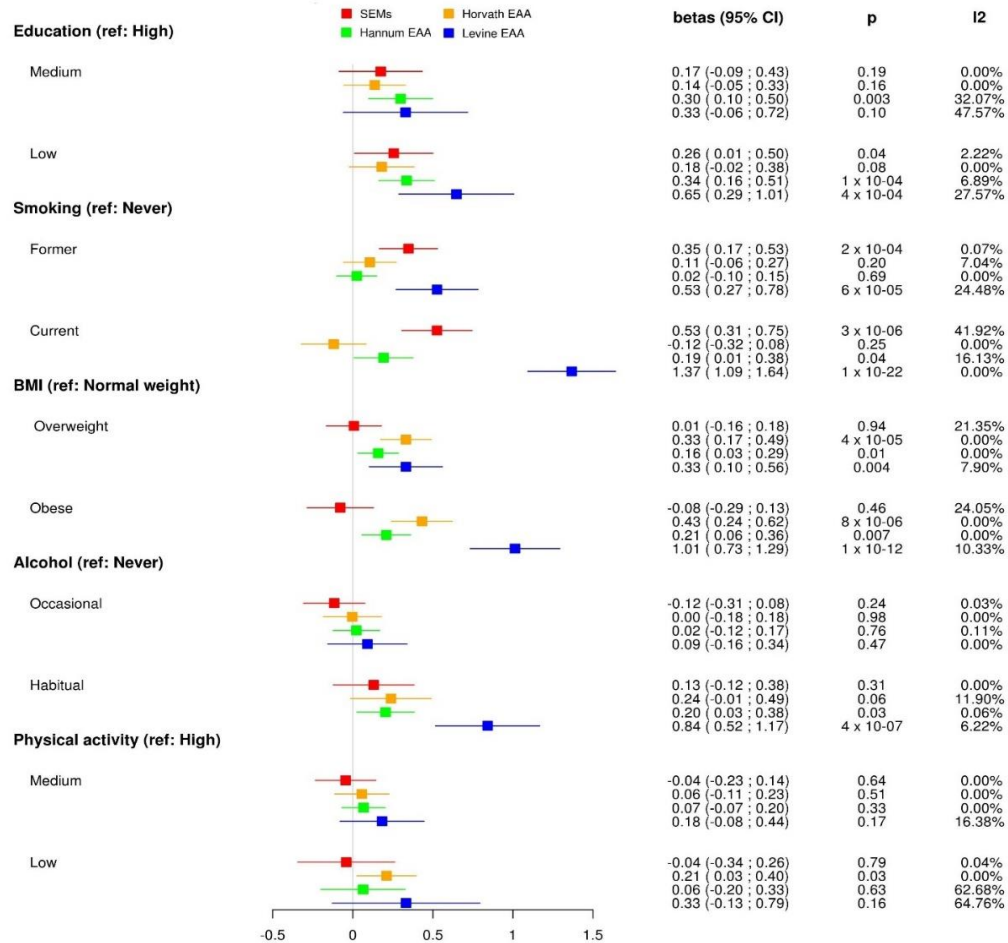 SEMs Horvath EAA betas (95% CI) p I2
Education (ref: High) Hannum EAA Levine EAA
Medium 0.17 (-0.09 ; 0.43) 0.19 0.00%
0.14 (-0.05 ; 0.33) 0.16 0.00%
0.30 ( 0.10 ; 0.50) 0.003 32.07%
0.33 (-0.06 ; 0.72) 0.10 47.57%
Low 0.26 ( 0.01 ; 0.50) 0.04 2.22%
0.18 (-0.02 ; 0.38) 0.08 0.00%
0.34 ( 0.16 ; 0.51) 1 x 10-04 6.89%
0.65 ( 0.29 ; 1.01) 4 x 10-04 27.57%
Smoking (ref: Never)
Former 0.35 ( 0.17 ; 0.53) 2 x 10-04 0.07%
0.11 (-0.06 ; 0.27) 0.20 7.04%
0.02 (-0.10 ; 0.15) 0.69 0.00%
0.53 ( 0.27 ; 0.78) 6 x 10-05 24.48%
Current 0.53 ( 0.31 ; 0.75) 3 x 10-06 41.92%
-0.12 (-0.32 ; 0.08) 0.25 0.00%
0.19 ( 0.01 ; 0.38) 0.04 16.13%
1.37 ( 1.09 ; 1.64) 1 x 10-22 0.00%
BMI (ref: Normal weight)
Overweight 0.01 (-0.16 ; 0.18) 0.94 21.35%
0.33 ( 0.17 ; 0.49) 4 x 10-05 0.00%
0.16 ( 0.03 ; 0.29) 0.01 0.00%
0.33 ( 0.10 ; 0.56) 0.004 7.90%
Obese -0.08 (-0.29 ; 0.13) 0.46 24.05%
0.43 ( 0.24 ; 0.62) 8 x 10-06 0.00%
0.21 ( 0.06 ; 0.36) 0.007 0.00%
1.01 ( 0.73 ; 1.29) 1 x 10-12 10.33%
Alcohol (ref: Never)
Occasional -0.12 (-0.31 ; 0.08) 0.24 0.03%
0.00 (-0.18 ; 0.18) 0.98 0.00%
0.02 (-0.12 ; 0.17) 0.76 0.11%
0.09 (-0.16 ; 0.34) 0.47 0.00%
Habitual 0.13 (-0.12 ; 0.38) 0.31 0.00%
0.24 (-0.01 ; 0.49) 0.06 11.90%
0.20 ( 0.03 ; 0.38) 0.03 0.06%
0.84 ( 0.52 ; 1.17) 4 x 10-07 6.22%
Physical activity (ref: High)
Medium -0.04 (-0.23 ; 0.14) 0.64 0.00%
0.06 (-0.11 ; 0.23) 0.51 0.00%
0.07 (-0.07 ; 0.20) 0.33 0.00%
0.18 (-0.08 ; 0.44) 0.17 16.38%
Low -0.04 (-0.34 ; 0.26) 0.79 0.04%
0.21 ( 0.03 ; 0.40) 0.03 0.00%
0.06 (-0.20 ; 0.33) 0.63 62.68%
0.33 (-0.13 ; 0.79) 0.16 64.76%
-0.5 0 0.5 1 1.5